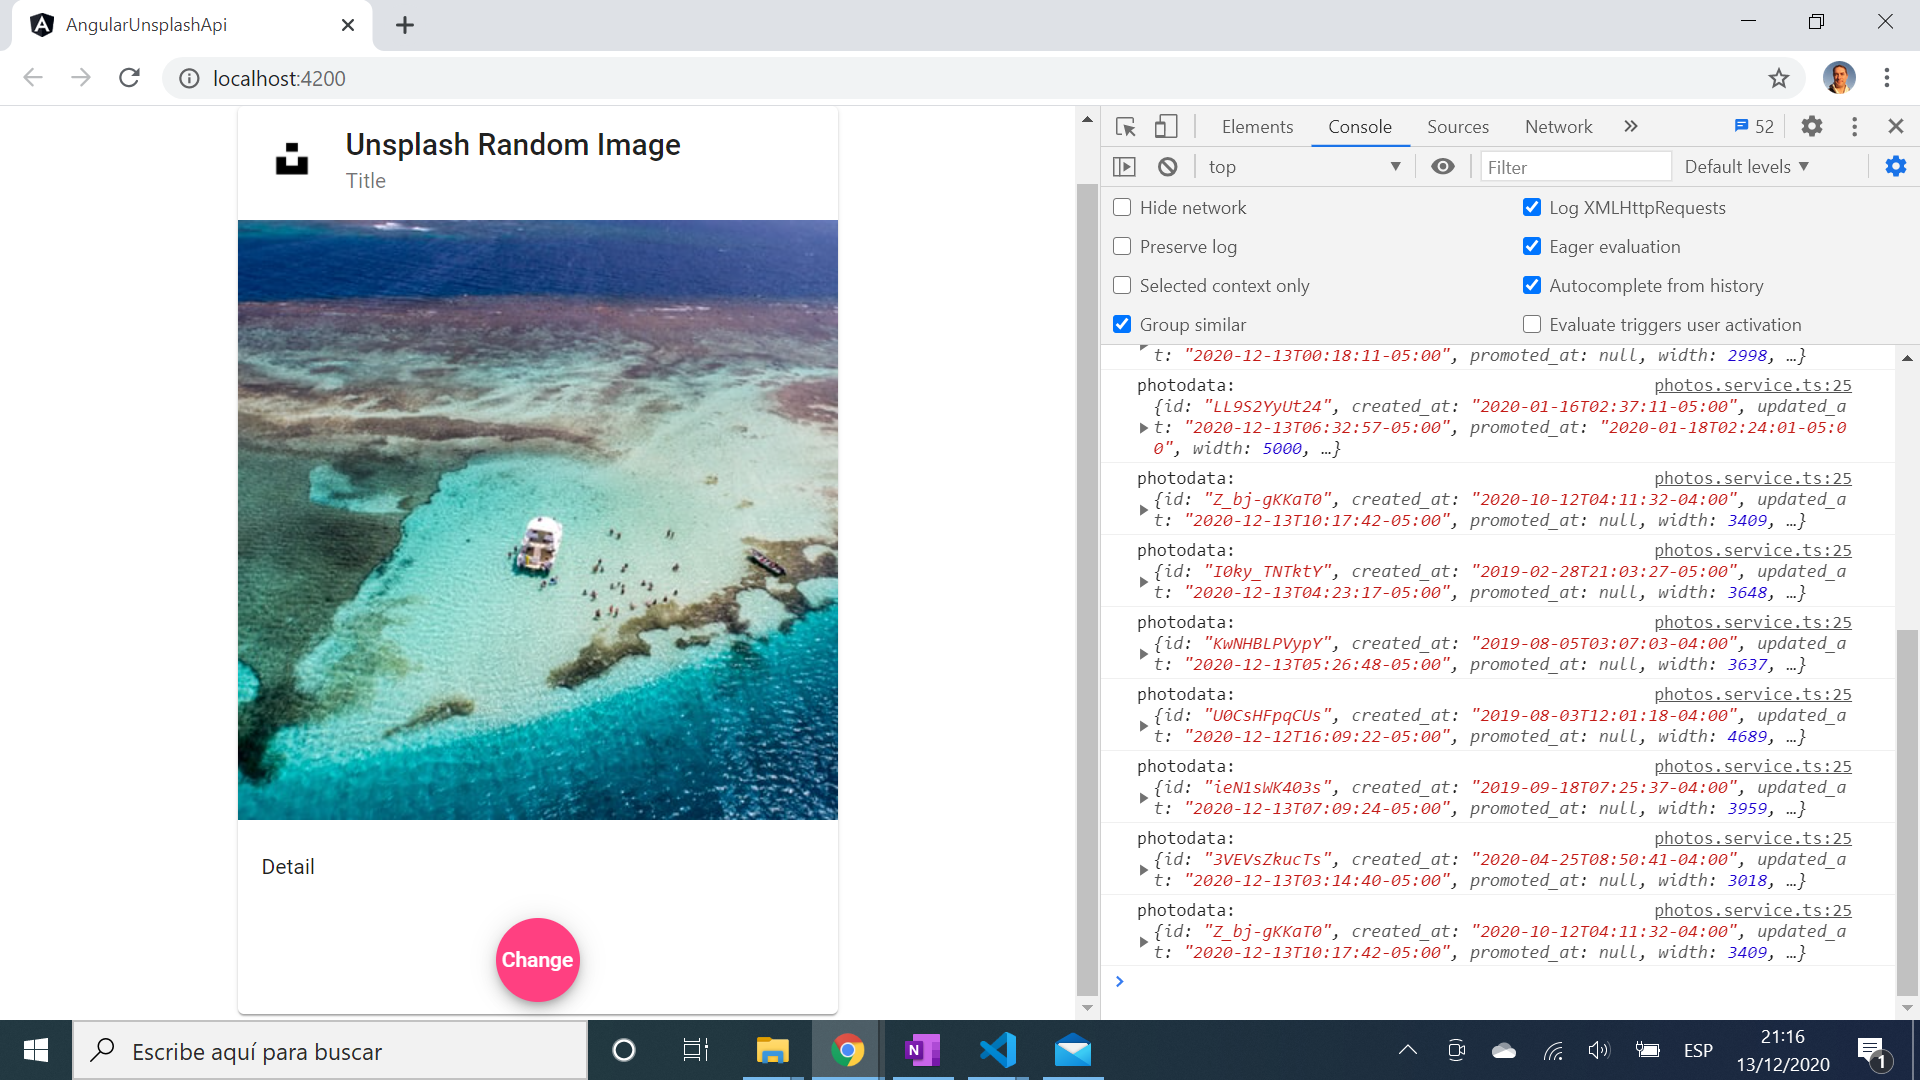 AngularUnsplashApi
localhost:4200
Unsplash Random Image
Title
Detail
Change
Elements
Console
Sources
Network
52
top
Filter
Default levels
Hide network
Log XMLHttpRequests
Preserve log
Eager evaluation
Selected context only
Autocomplete from history
Group similar
Evaluate triggers user activation
t: "2020-12-13T00:18:11-05:00", promoted_at: null, width: 2998, …}
photodata:
photos.service.ts:25
{id: "LL9S2YyUt24", created_at: "2020-01-16T02:37:11-05:00", updated_a
t: "2020-12-13T06:32:57-05:00", promoted_at: "2020-01-18T02:24:01-05:0
0", width: 5000, …}
photodata:
photos.service.ts:25
{id: "Z_bj-gKKaT0", created_at: "2020-10-12T04:11:32-04:00", updated_a
t: "2020-12-13T10:17:42-05:00", promoted_at: null, width: 3409, …}
photodata:
photos.service.ts:25
{id: "I0ky_TNTktY", created_at: "2019-02-28T21:03:27-05:00", updated_a
t: "2020-12-13T04:23:17-05:00", promoted_at: null, width: 3648, …}
photodata:
photos.service.ts:25
{id: "KwNHBLPVypY", created_at: "2019-08-05T03:07:03-04:00", updated_a
t: "2020-12-13T05:26:48-05:00", promoted_at: null, width: 3637, …}
photodata:
photos.service.ts:25
{id: "U0CsHFpqCUs", created_at: "2019-08-03T12:01:18-04:00", updated_a
t: "2020-12-12T16:09:22-05:00", promoted_at: null, width: 4689, …}
photodata:
photos.service.ts:25
{id: "ieN1sWK403s", created_at: "2019-09-18T07:25:37-04:00", updated_a
t: "2020-12-13T07:09:24-05:00", promoted_at: null, width: 3959, …}
photodata:
photos.service.ts:25
{id: "3VEVsZkucTs", created_at: "2020-04-25T08:50:41-04:00", updated_a
t: "2020-12-13T03:14:40-05:00", promoted_at: null, width: 3018, …}
photodata:
photos.service.ts:25
{id: "Z_bj-gKKaT0", created_at: "2020-10-12T04:11:32-04:00", updated_a
t: "2020-12-13T10:17:42-05:00", promoted_at: null, width: 3409, …}
Escribe aquí para buscar
N
ESP
21:16
13/12/2020
1